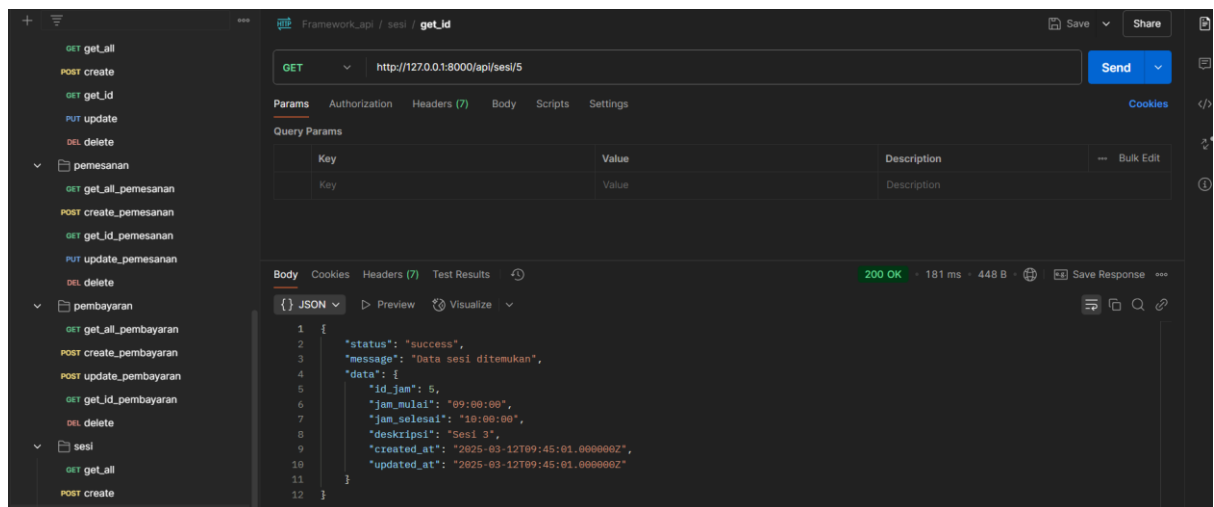 GET get_all
POST create
GET get_id
PUT update
DEL delete
pemesanan
GET get_all_pemesanan
POST create_pemesanan
GET get_id_pemesanan
PUT update_pemesanan
DEL delete
pembayaran
GET get_all_pembayaran
POST create_pembayaran
POST update_pembayaran
GET get_id_pembayaran
DEL delete
sesi
GET get_all
POST create
HTTP Framework_api / sesi / get_id
Save Share
GET http://127.0.0.1:8000/api/sesi/5 Send
Params Authorization Headers (7) Body Scripts Settings Cookies
Query Params
Key Value Description Bulk Edit
Key Value Description
Body Cookies Headers (7) Test Results 200 OK 181 ms 448 B Save Response
{} JSON Preview Visualize
1 {
2 "status": "success",
3 "message": "Data sesi ditemukan",
4 "data": {
5 "id_jam": 5,
6 "jam_mulai": "09:00:00",
7 "jam_selesai": "10:00:00",
8 "deskripsi": "Sesi 3",
9 "created_at": "2025-03-12T09:45:01.000000Z",
10 "updated_at": "2025-03-12T09:45:01.000000Z"
11 }
12 }